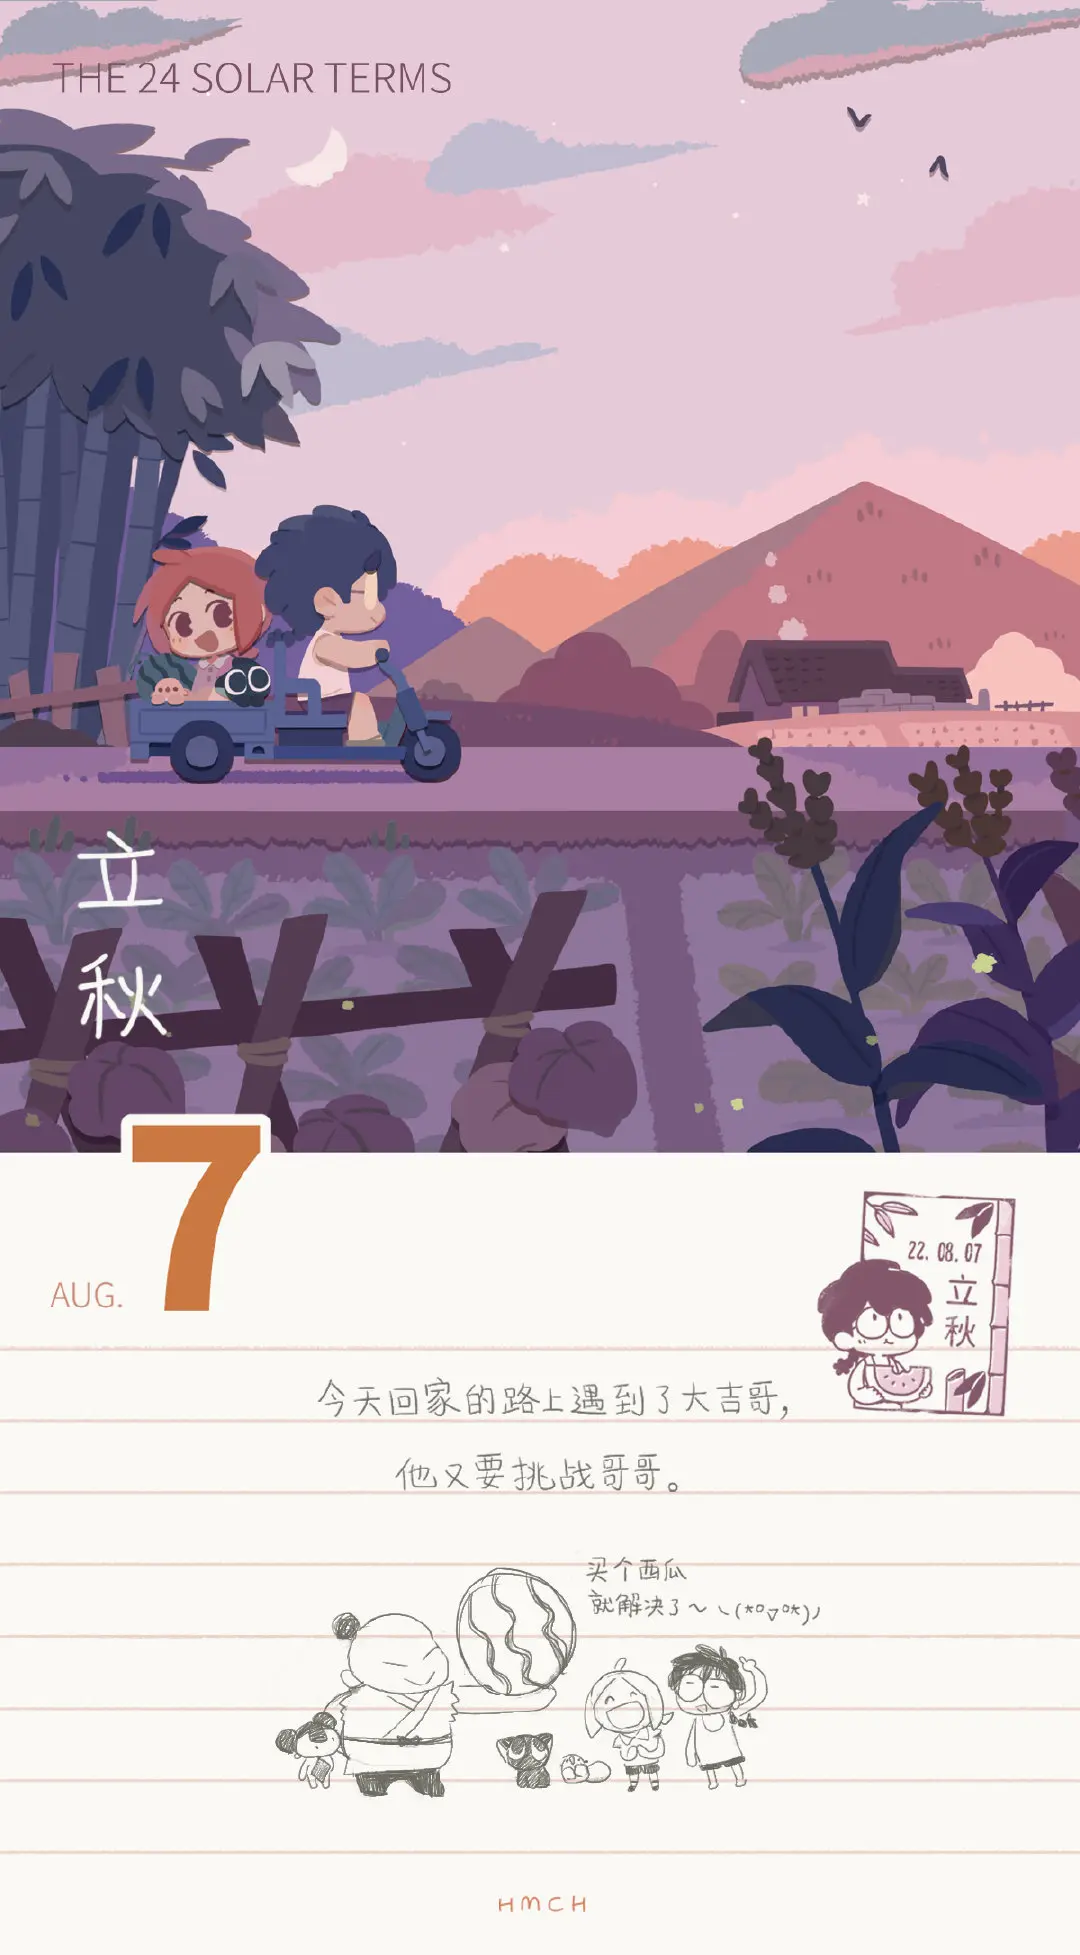 THE 24 SOLAR TERMS
立
秋
7
AUG.
22. 08. 07
立
秋
今天回家的路上遇到了大吉哥，
他又要挑战哥哥。
买个西瓜
就解决了～ヽ(*º▽º*)ﾉ
HMCH